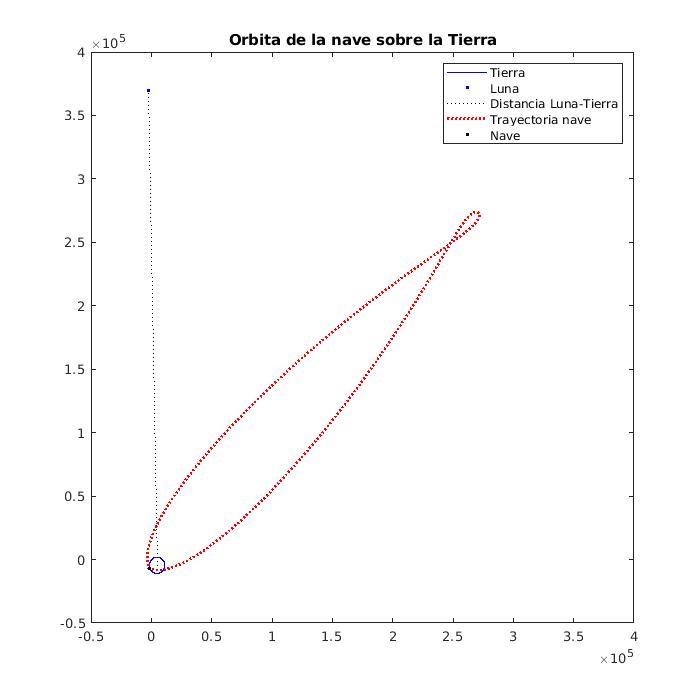 Orbita de la nave sobre la Tierra
×10^5
4
3.5
3
2.5
2
1.5
1
0.5
0
-0.5
Tierra
Luna
Distancia Luna-Tierra
Trayectoria nave
Nave
-0.5 0 0.5 1 1.5 2 2.5 3 3.5 4
×10^5